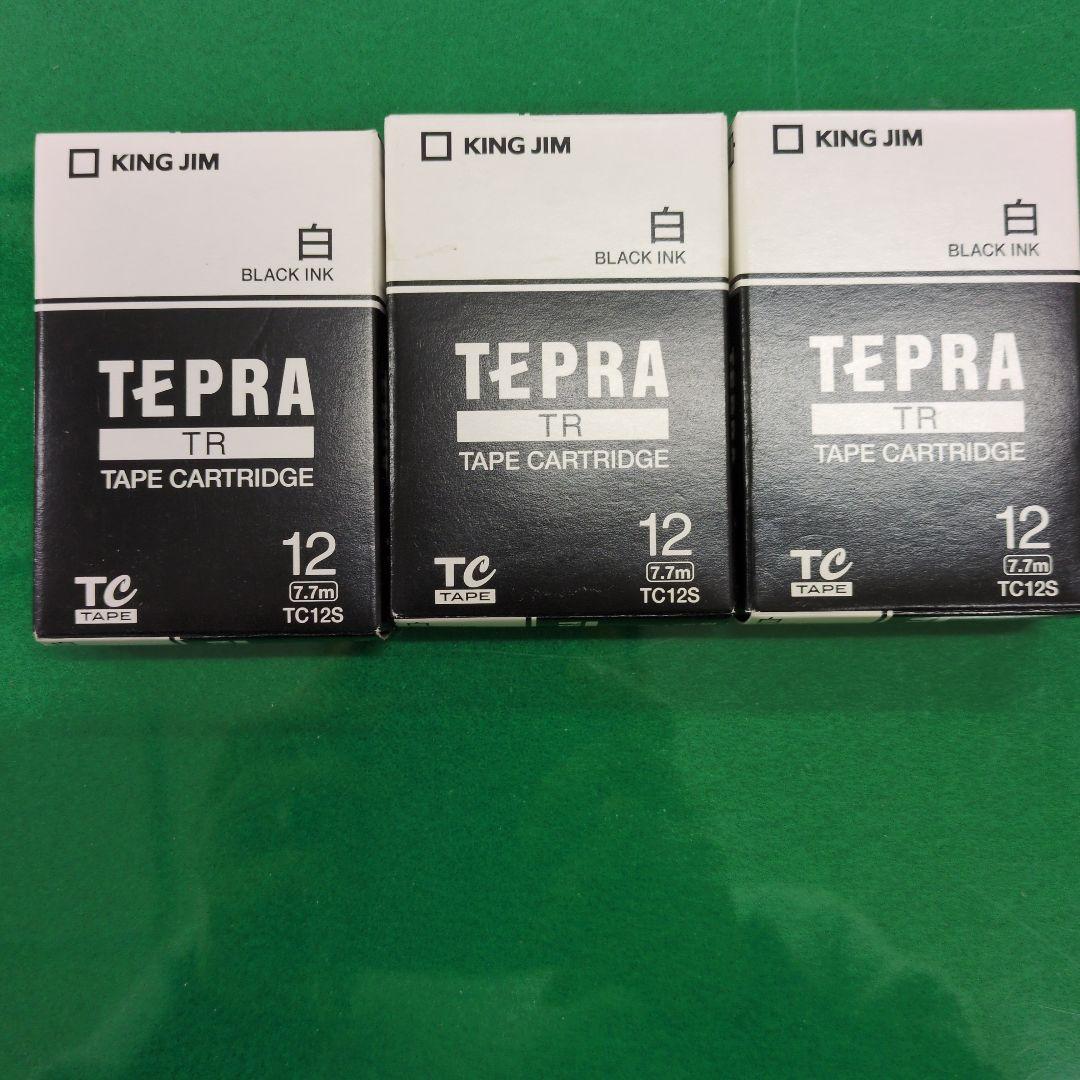 KING JIM
白
BLACK INK
TEPRA
TR
TAPE CARTRIDGE
12
7.7m
TC
TAPE
TC12S
KING JIM
白
BLACK INK
TEPRA
TR
TAPE CARTRIDGE
12
7.7m
TC
TAPE
TC12S
KING JIM
白
BLACK INK
TEPRA
TR
TAPE CARTRIDGE
12
7.7m
TC
TAPE
TC12S